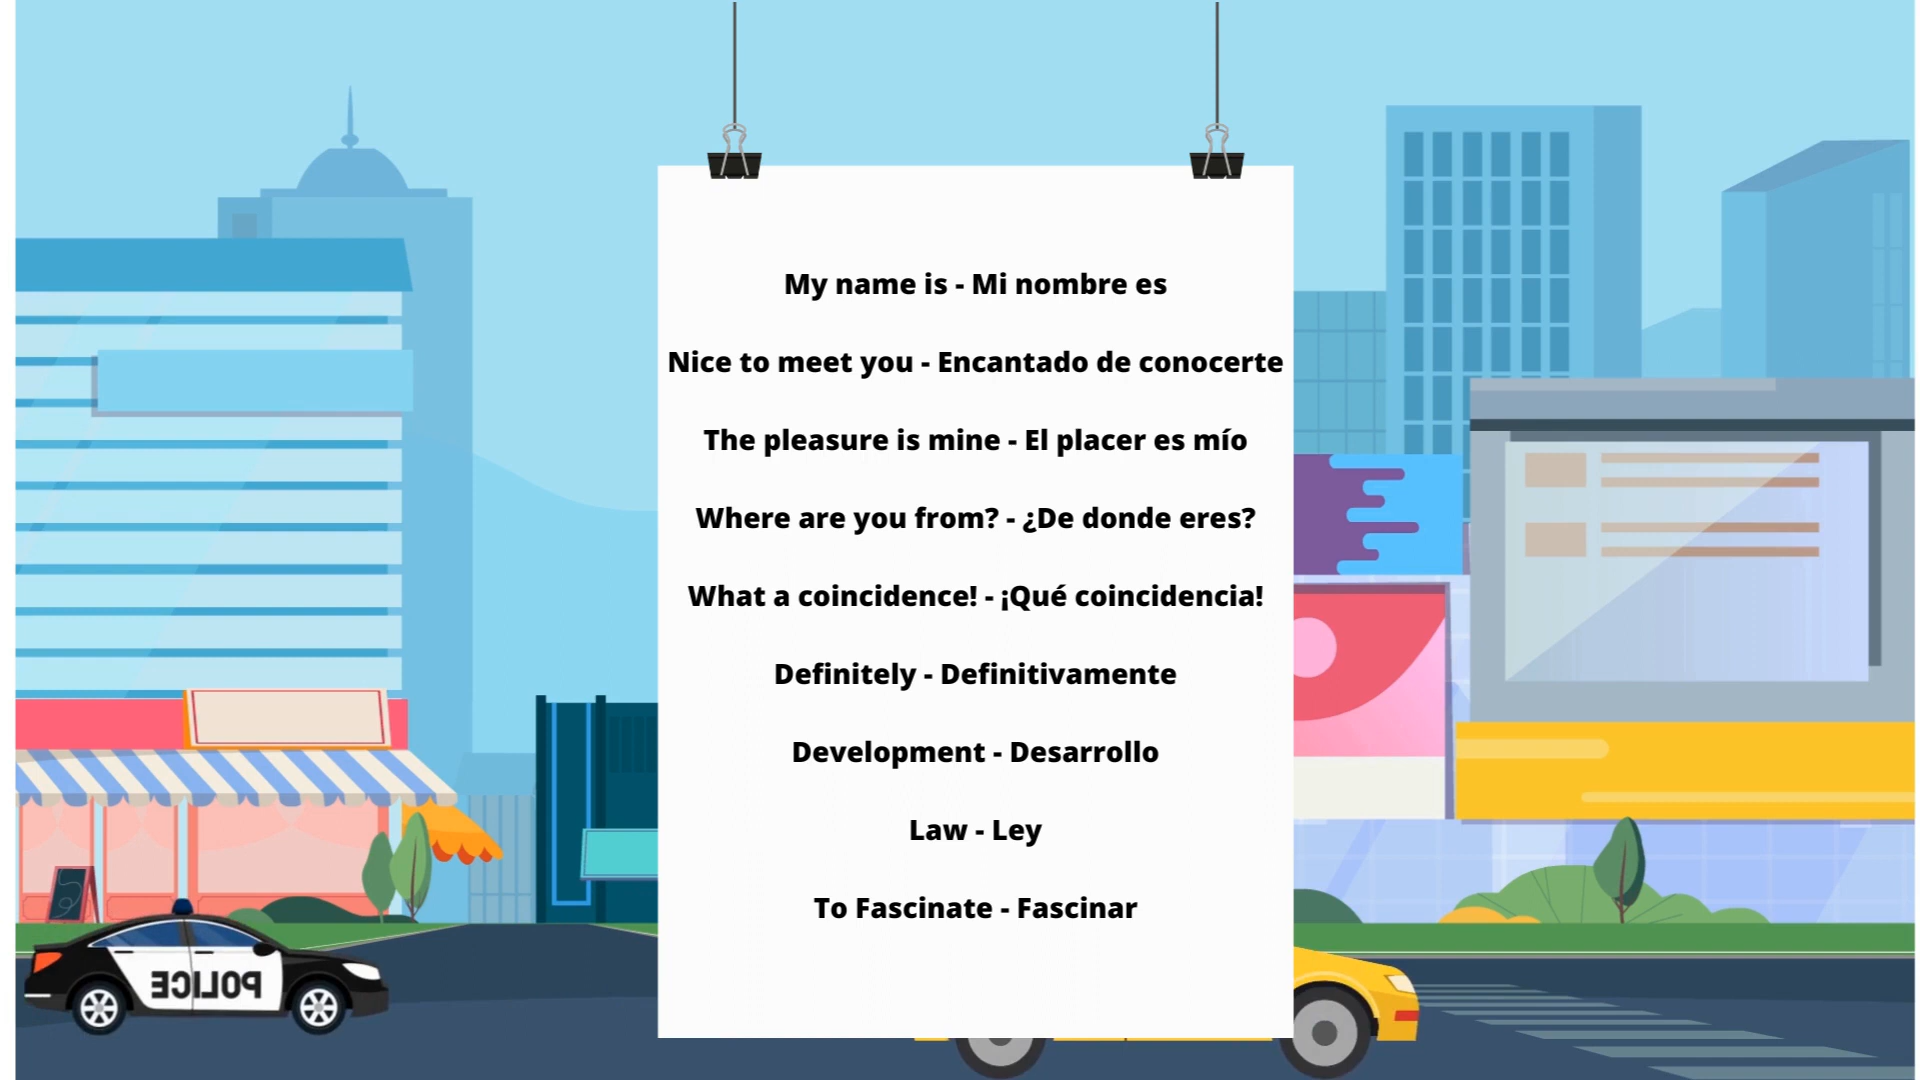 My name is - Mi nombre es
Nice to meet you - Encantado de conocerte
The pleasure is mine - El placer es mío
Where are you from? - ¿De donde eres?
What a coincidence! - ¡Qué coincidencia!
Definitely - Definitivamente
Development - Desarrollo
Law - Ley
To Fascinate - Fascinar
POLICE